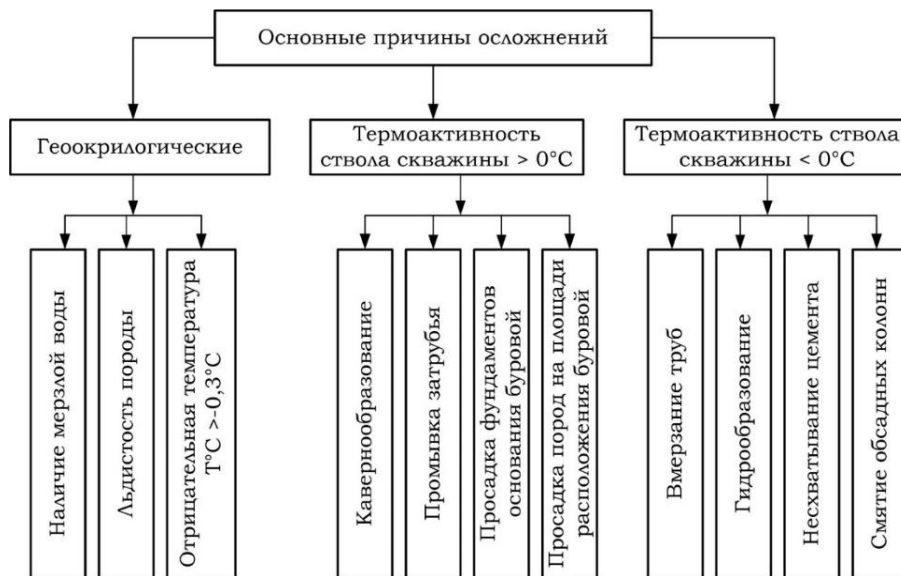 Основные причины осложнений
Геоокрилогические
Термоактивность
ствола скважины > 0°C
Термоактивность ствола
скважины < 0°C
Наличие мерзлой воды
Льдистость породы
Отрицательная температура
T°C >-0,;3°C
Кавернообразование
Промывка затрубья
Просадка фундаментов
основания буровой
Просадка пород на площади
расположения буровой
Вмерзание труб
Гидрообразование
Несхватывание цемента
Смятие обсадных колонн